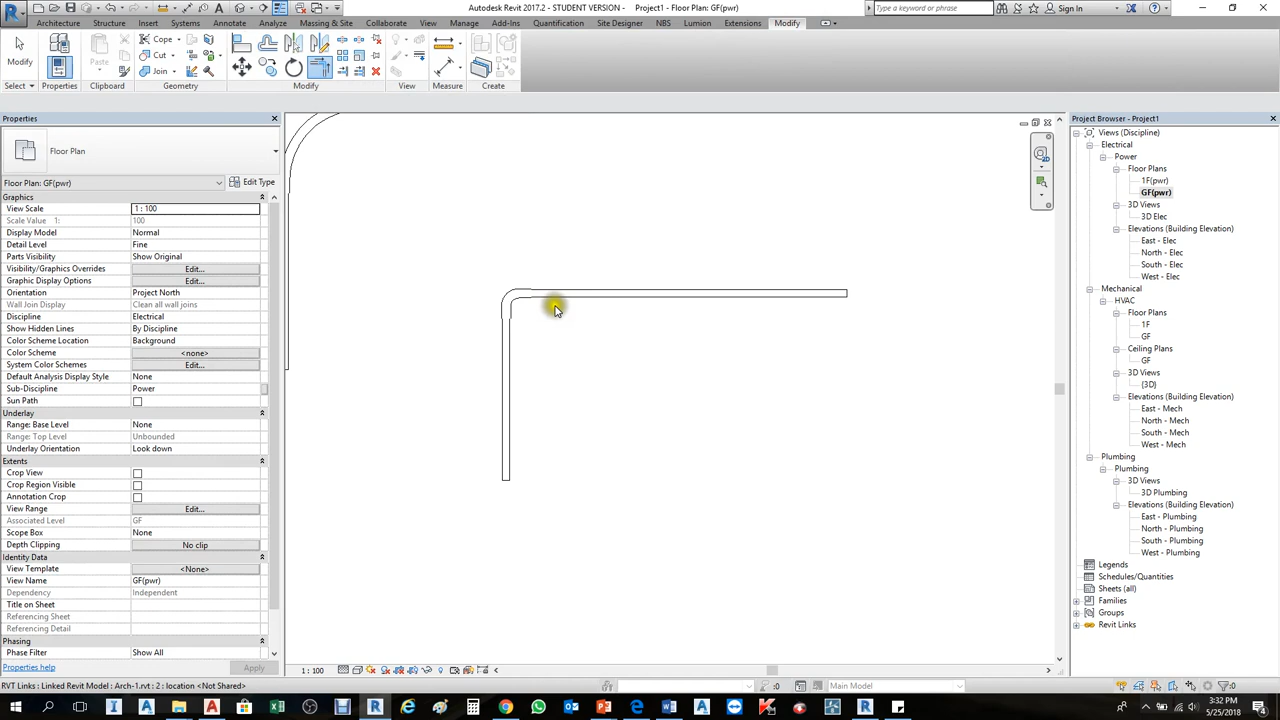 Autodesk Revit 2017.2 - STUDENT VERSION - Project1 - Floor Plan: GF(pwr)
Type a keyword or phrase
Sign In
Architecture Structure Insert Systems Annotate Analyze Massing & Site Collaborate View Manage Add-Ins Quantification Site Designer NBS Lumion Extensions Modify
Modify Paste Cope Cut Join
Select Properties Clipboard Geometry Modify View Measure Create
Properties
Floor Plan
Floor Plan: GF(pwr) Edit Type
Graphics
View Scale 1 : 100
Scale Value 1: 100
Display Model Normal
Detail Level Fine
Parts Visibility Show Original
Visibility/Graphics Overrides Edit...
Graphic Display Options Edit...
Orientation Project North
Wall Join Display Clean all wall joins
Discipline Electrical
Show Hidden Lines By Discipline
Color Scheme Location Background
Color Scheme <none>
System Color Schemes Edit...
Default Analysis Display Style None
Sub-Discipline Power
Sun Path
Underlay
Range: Base Level None
Range: Top Level Unbounded
Underlay Orientation Look down
Extents
Crop View
Crop Region Visible
Annotation Crop
View Range Edit...
Associated Level GF
Scope Box None
Depth Clipping No clip
Identity Data
View Template <None>
View Name GF(pwr)
Dependency Independent
Title on Sheet
Referencing Sheet
Referencing Detail
Phasing
Phase Filter Show All
Properties help Apply
1 : 100
Project Browser - Project1
Views (Discipline)
Electrical
Power
Floor Plans
1F(pwr)
GF(pwr)
3D Views
3D Elec
Elevations (Building Elevation)
East - Elec
North - Elec
South - Elec
West - Elec
Mechanical
HVAC
Floor Plans
1F
GF
Ceiling Plans
GF
3D Views
{3D}
Elevations (Building Elevation)
East - Mech
North - Mech
South - Mech
West - Mech
Plumbing
Plumbing
3D Views
3D Plumbing
Elevations (Building Elevation)
East - Plumbing
North - Plumbing
South - Plumbing
West - Plumbing
Legends
Schedules/Quantities
Sheets (all)
Families
Groups
Revit Links
RVT Links : Linked Revit Model : Arch-1.rvt : 2 : location <Not Shared>
:0
Main Model
:0
3:32 PM
5/25/2018